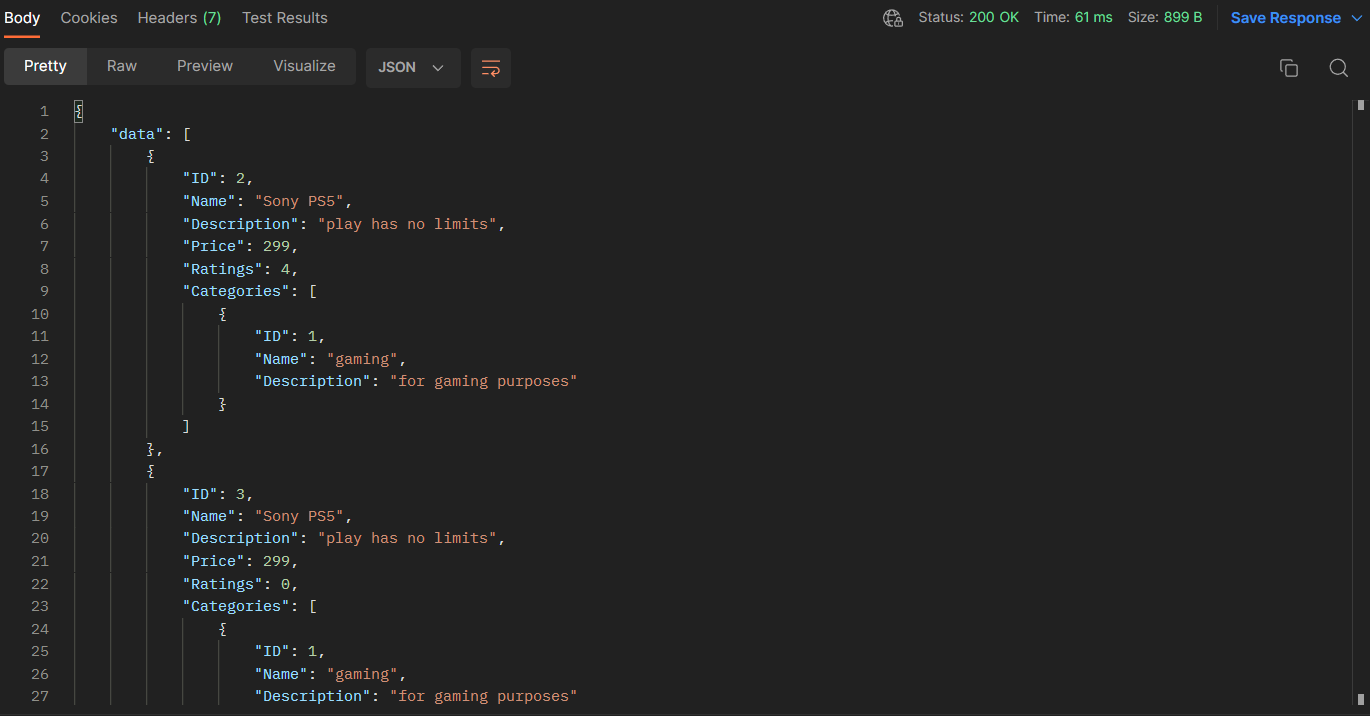 Body Cookies Headers (7) Test Results Status: 200 OK Time: 61 ms Size: 899 B Save Response
Pretty Raw Preview Visualize JSON
1 {
2 "data": [
3 {
4 "ID": 2,
5 "Name": "Sony PS5",
6 "Description": "play has no limits",
7 "Price": 299,
8 "Ratings": 4,
9 "Categories": [
10 {
11 "ID": 1,
12 "Name": "gaming",
13 "Description": "for gaming purposes"
14 }
15 ]
16 },
17 {
18 "ID": 3,
19 "Name": "Sony PS5",
20 "Description": "play has no limits",
21 "Price": 299,
22 "Ratings": 0,
23 "Categories": [
24 {
25 "ID": 1,
26 "Name": "gaming",
27 "Description": "for gaming purposes"